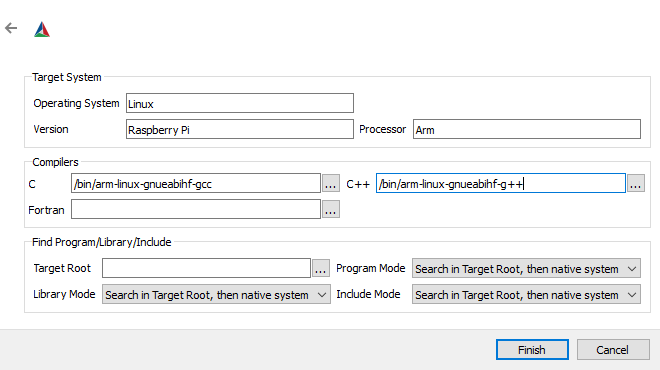 Target System
Operating System Linux
Version Raspberry Pi Processor Arm
Compilers
C /bin/arm-linux-gnueabihf-gcc ... C++ /bin/arm-linux-gnueabihf-g++ ...
Fortran ...
Find Program/Library/Include
Target Root ... Program Mode Search in Target Root, then native system
Library Mode Search in Target Root, then native system Include Mode Search in Target Root, then native system
Finish Cancel